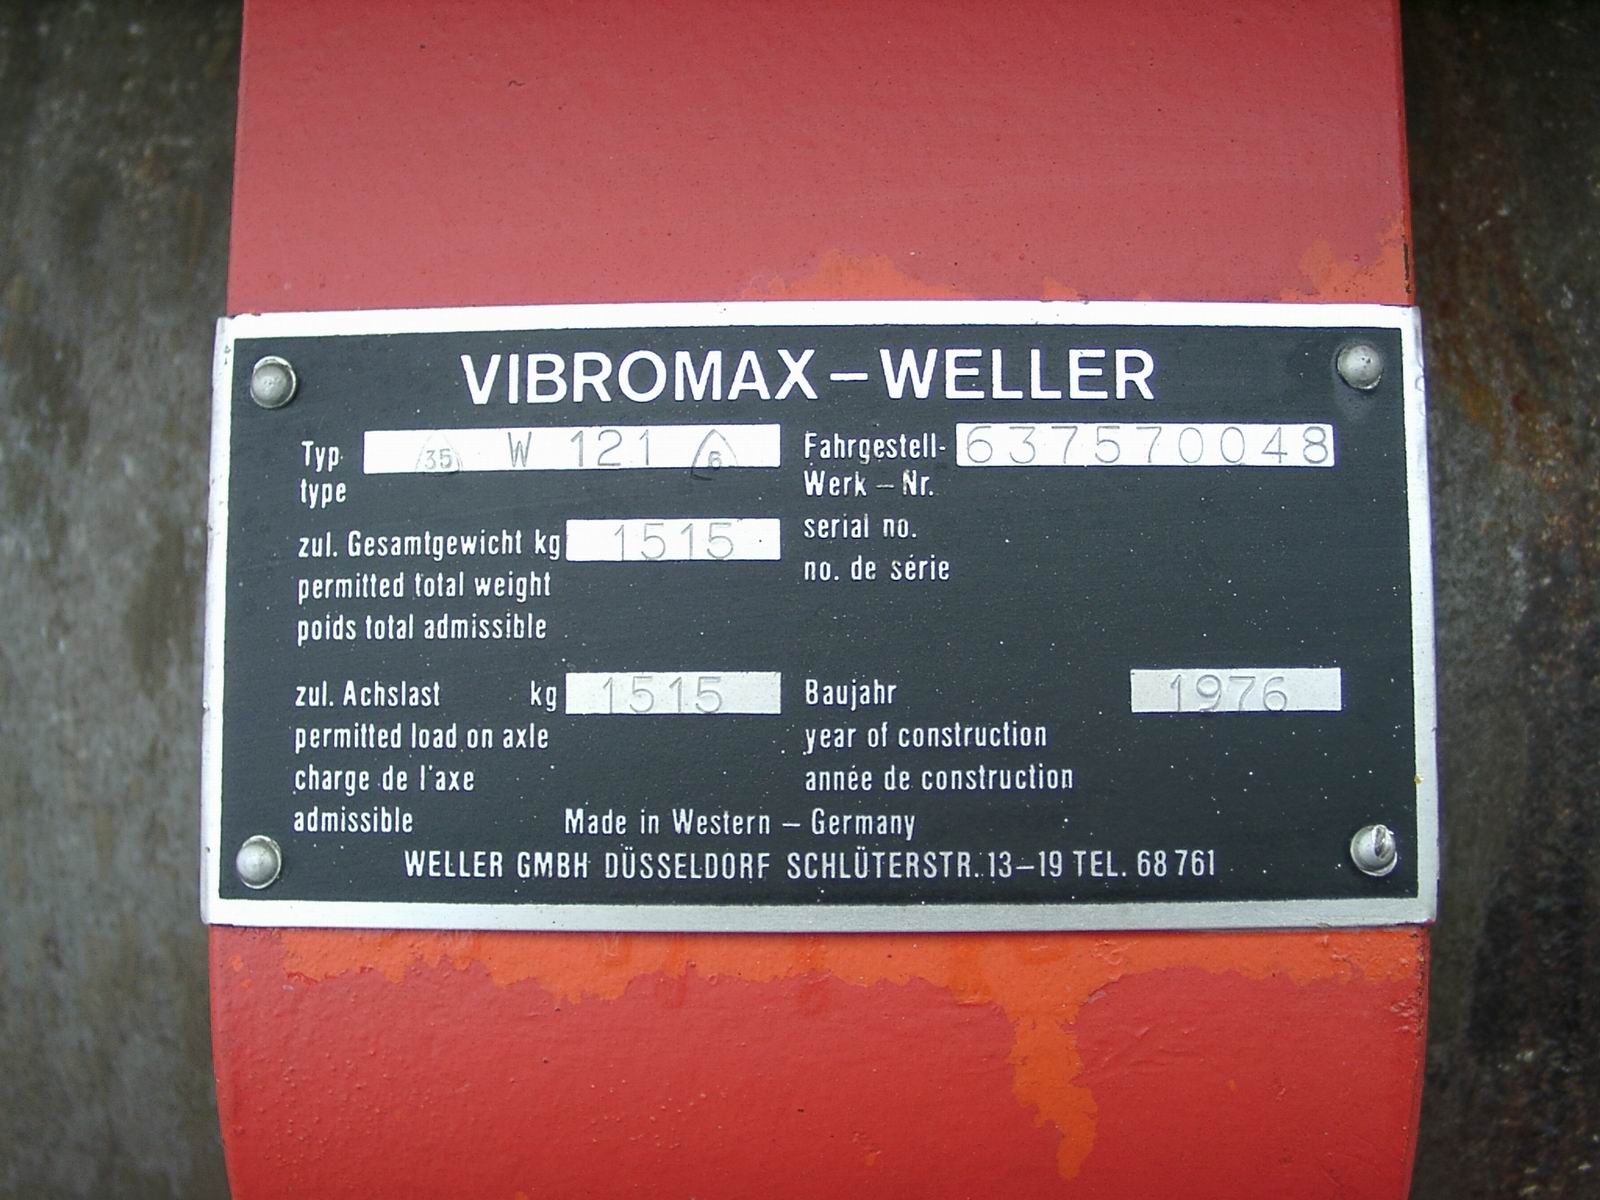 VIBROMAX – WELLER
Typ 35 W 121 6
type
Fahrgestell- 637570048
Werk – Nr.
serial no.
no. de série
zul. Gesamtgewicht kg 1515
permitted total weight
poids total admissible
zul. Achslast kg 1515
permitted load on axle
charge de l'axe
admissible
Baujahr 1976
year of construction
année de construction
Made in Western – Germany
WELLER GMBH DÜSSELDORF SCHLÜTERSTR. 13–19 TEL. 68 761